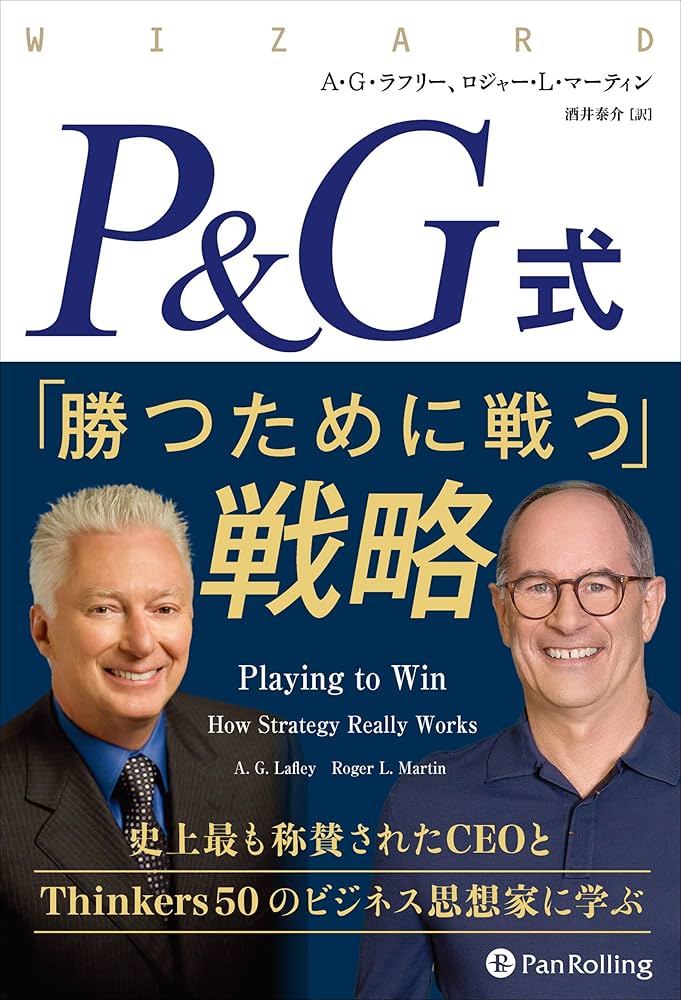 WIZARD
A・G・ラフリー、ロジャー・L・マーティン
酒井泰介[訳]
P&G式
「勝つために戦う」
戦略
Playing to Win
How Strategy Really Works
A. G. Lafley Roger L. Martin
史上最も称賛されたCEOと
Thinkers50のビジネス思想家に学ぶ
PR PanRolling